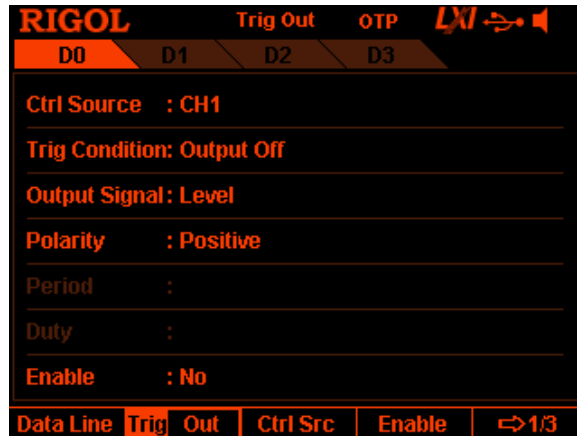 RIGOL Trig Out OTP LXI
D0 D1 D2 D3
Ctrl Source : CH1
Trig Condition: Output Off
Output Signal: Level
Polarity : Positive
Period :
Duty :
Enable : No
Data Line Trig Out Ctrl Src Enable ⇨1/3